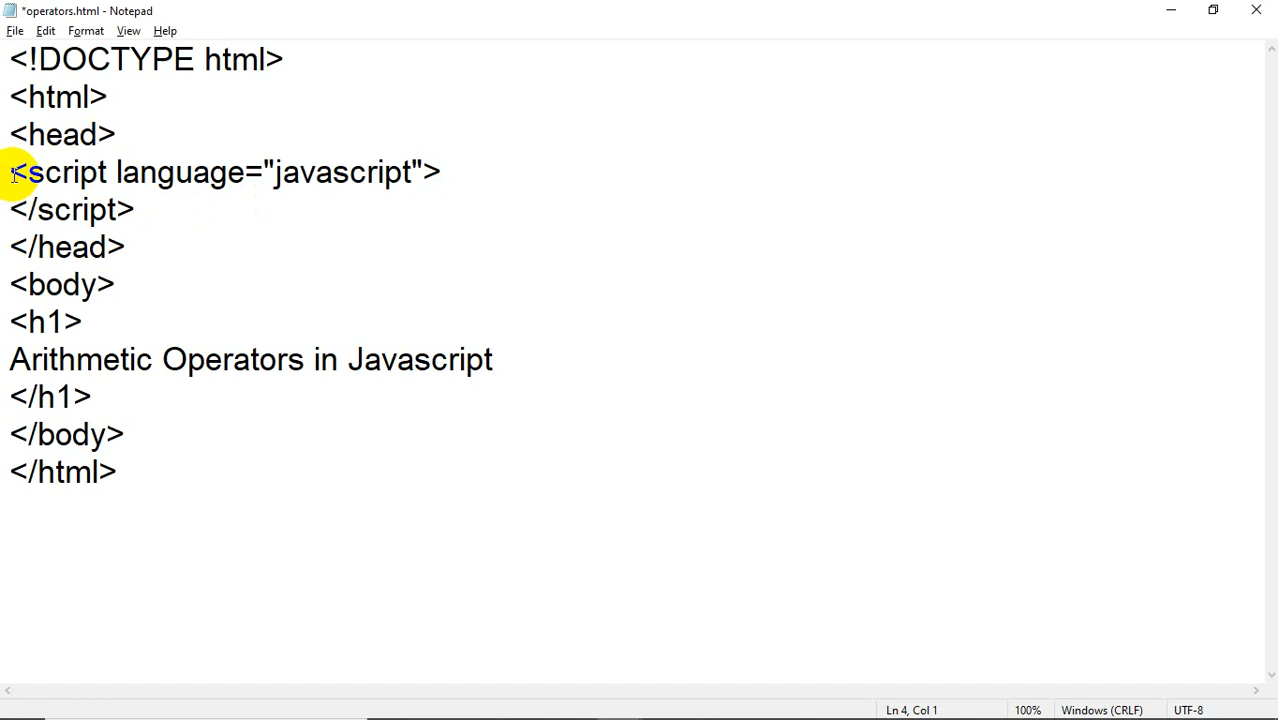 *operators.html - Notepad
File Edit Format View Help
<!DOCTYPE html>
<html>
<head>
<script language="javascript">
</script>
</head>
<body>
<h1>
Arithmetic Operators in Javascript
</h1>
</body>
</html>
Ln 4, Col 1 100% Windows (CRLF) UTF-8